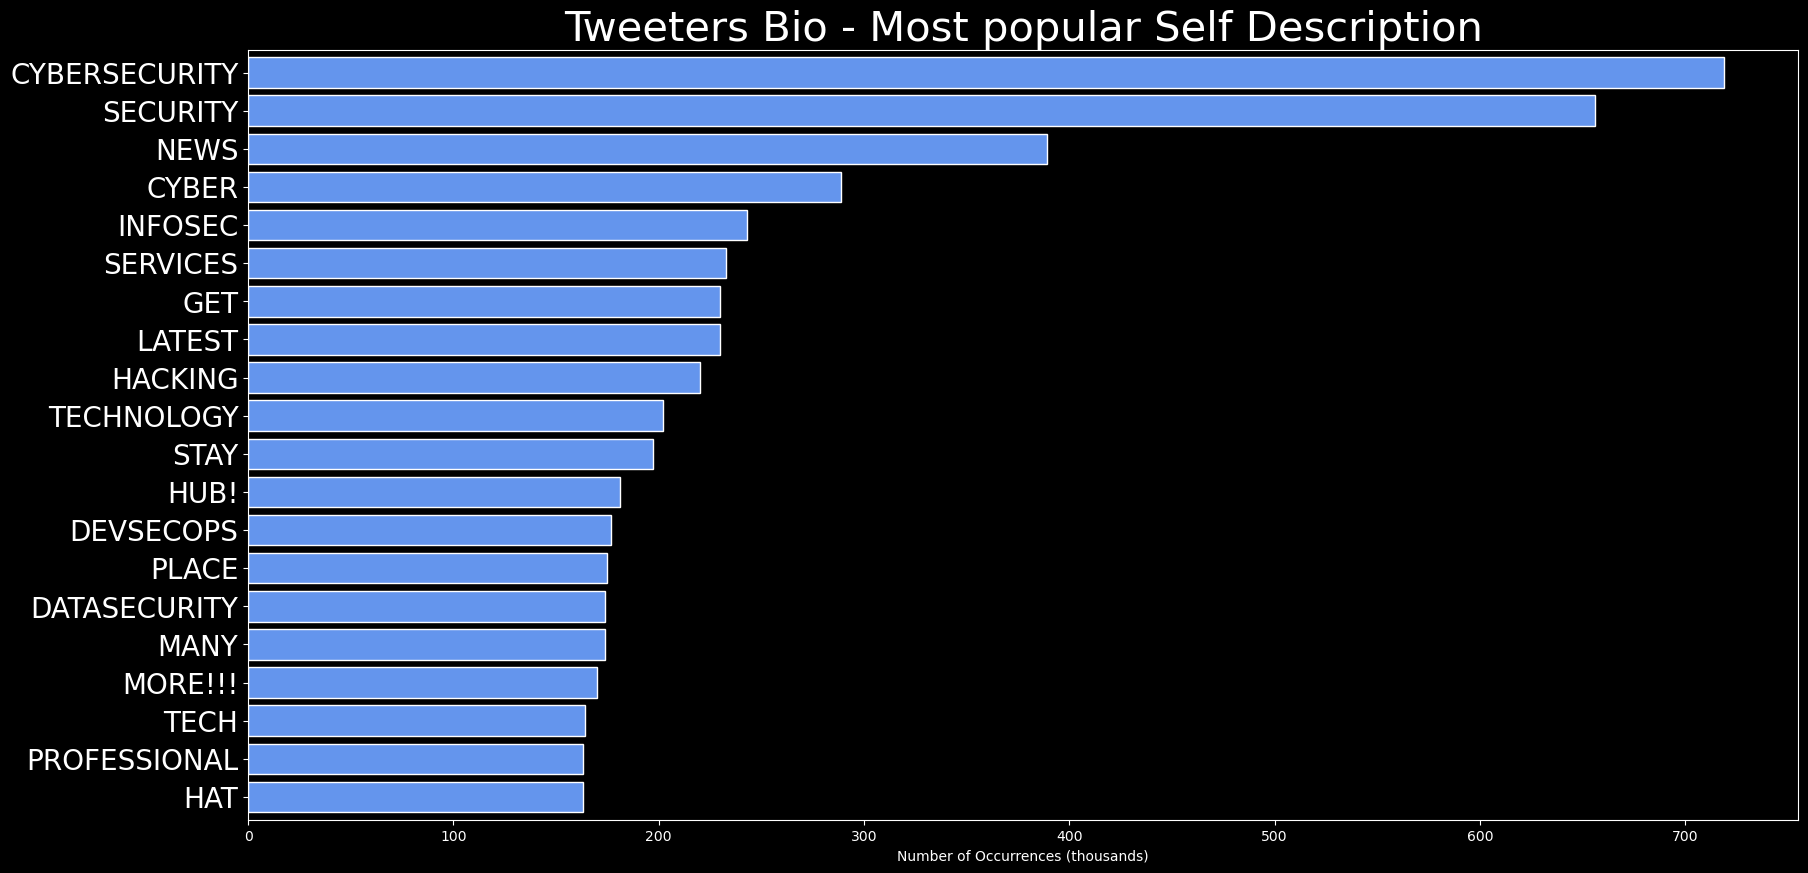 Tweeters Bio - Most popular Self Description
CYBERSECURITY
SECURITY
NEWS
CYBER
INFOSEC
SERVICES
GET
LATEST
HACKING
TECHNOLOGY
STAY
HUB!
DEVSECOPS
PLACE
DATASECURITY
MANY
MORE!!!
TECH
PROFESSIONAL
HAT
0 100 200 300 400 500 600 700
Number of Occurrences (thousands)